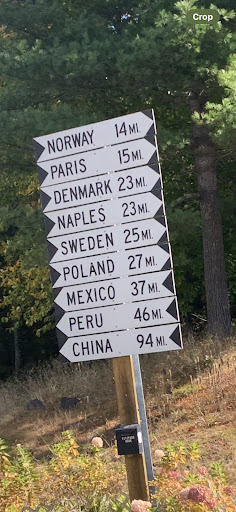 Crop
NORWAY 14 MI.
PARIS 15 MI.
DENMARK 23 MI.
NAPLES 23 MI.
SWEDEN 25 MI.
POLAND 27 MI.
MEXICO 37 MI.
PERU 46 MI.
CHINA 94 MI.